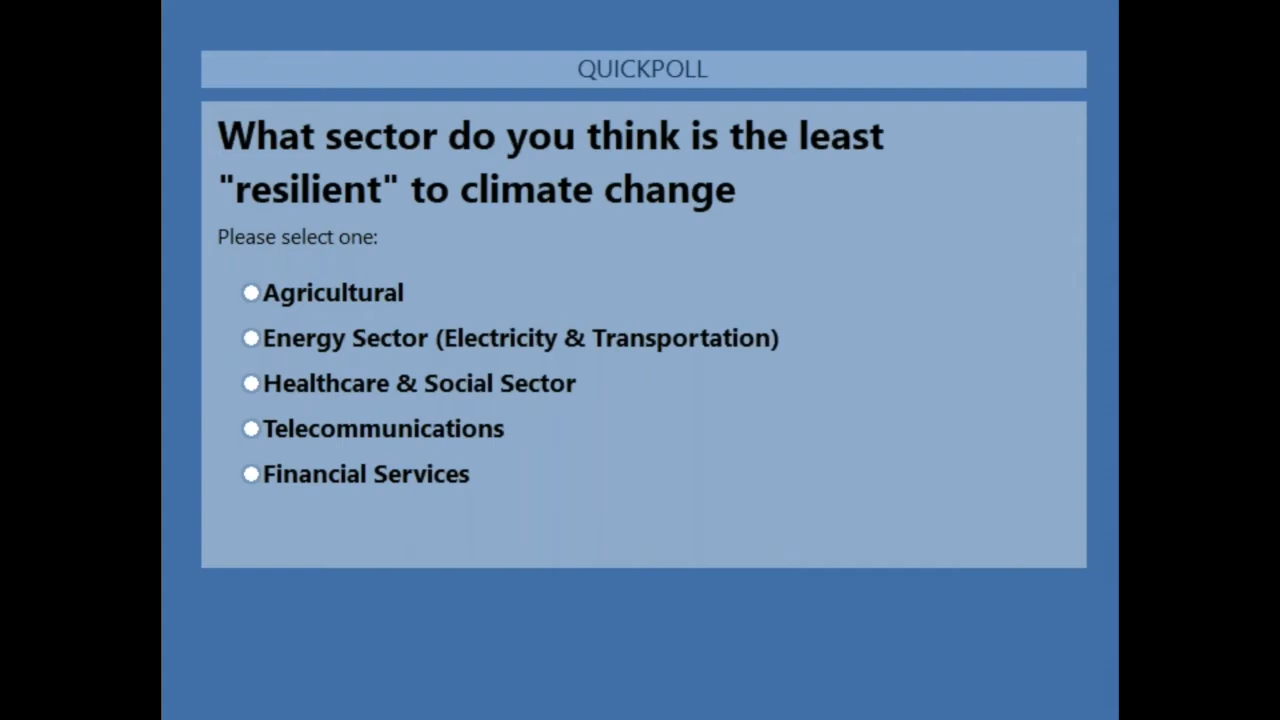 QUICKPOLL
What sector do you think is the least
"resilient" to climate change
Please select one:
Agricultural
Energy Sector (Electricity & Transportation)
Healthcare & Social Sector
Telecommunications
Financial Services